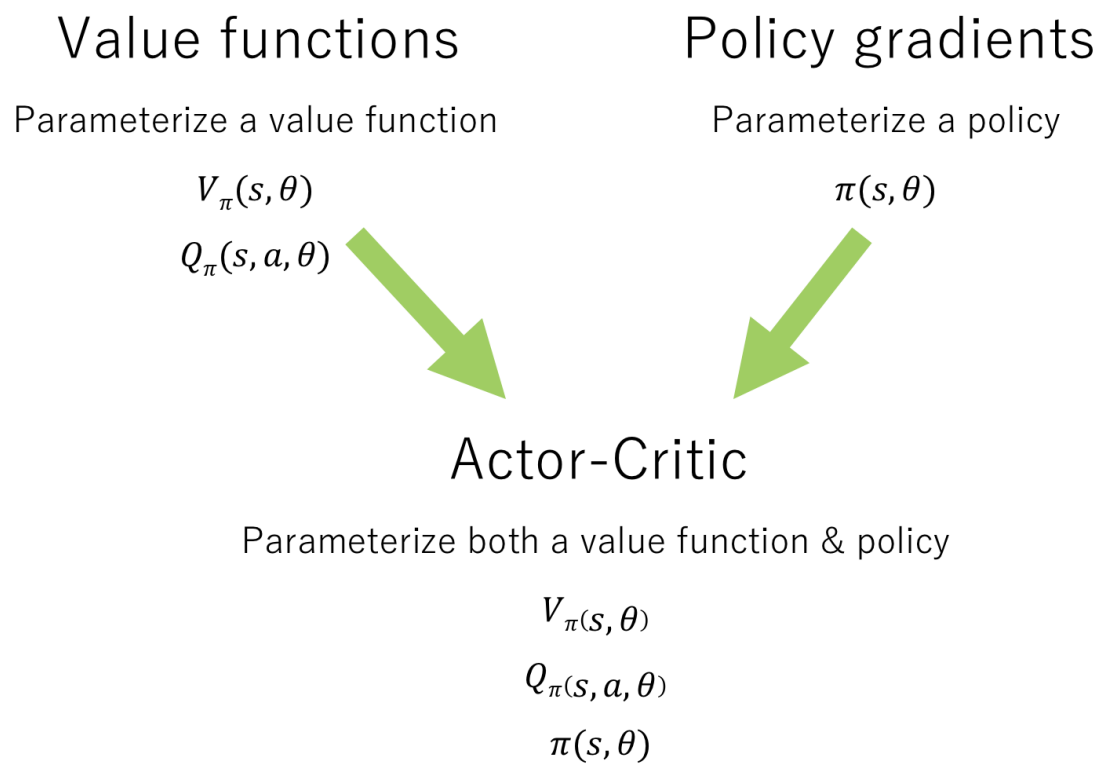 Value functions
Policy gradients
Parameterize a value function
Parameterize a policy
V_π(s, θ)
π(s, θ)
Q_π(s, a, θ)
Actor-Critic
Parameterize both a value function & policy
V_π(s, θ)
Q_π(s, a, θ)
π(s, θ)